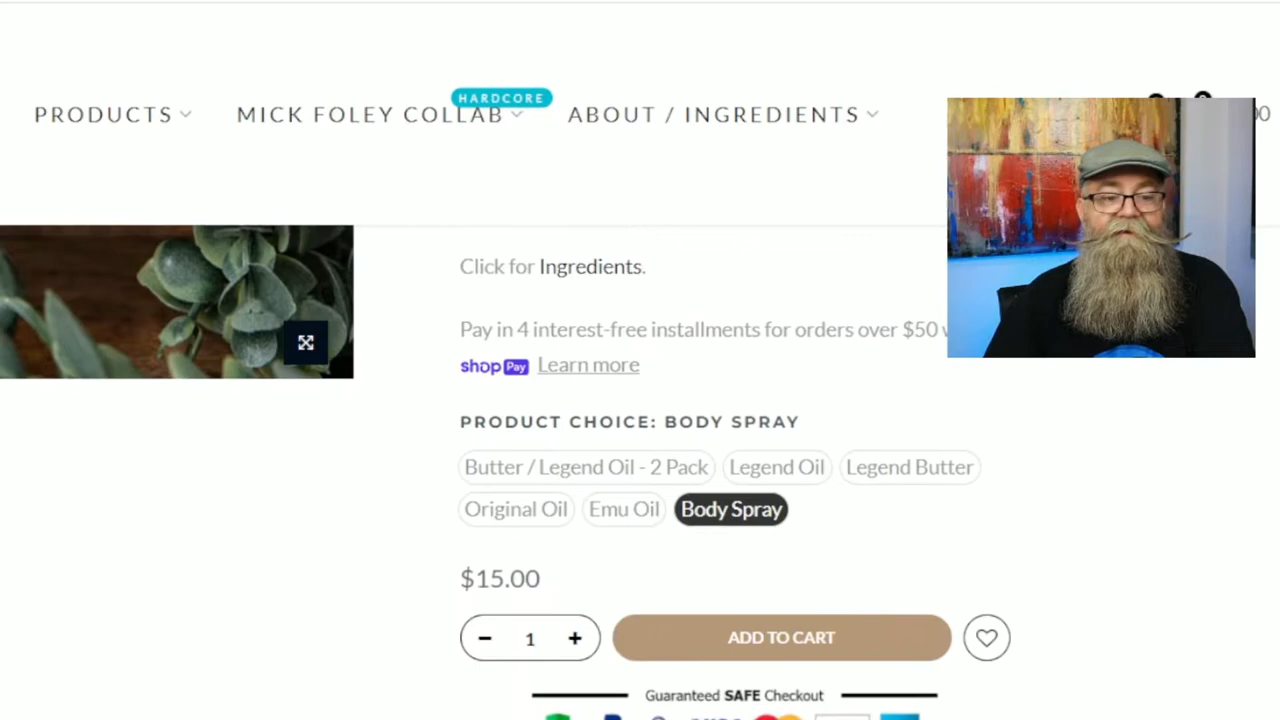 HARDCORE
PRODUCTS MICK FOLEY COLLAB ABOUT / INGREDIENTS
Click for Ingredients.
Pay in 4 interest-free installments for orders over $50
shop Pay Learn more
PRODUCT CHOICE: BODY SPRAY
Butter / Legend Oil - 2 Pack Legend Oil Legend Butter
Original Oil Emu Oil Body Spray
$15.00
1 ADD TO CART
Guaranteed SAFE Checkout